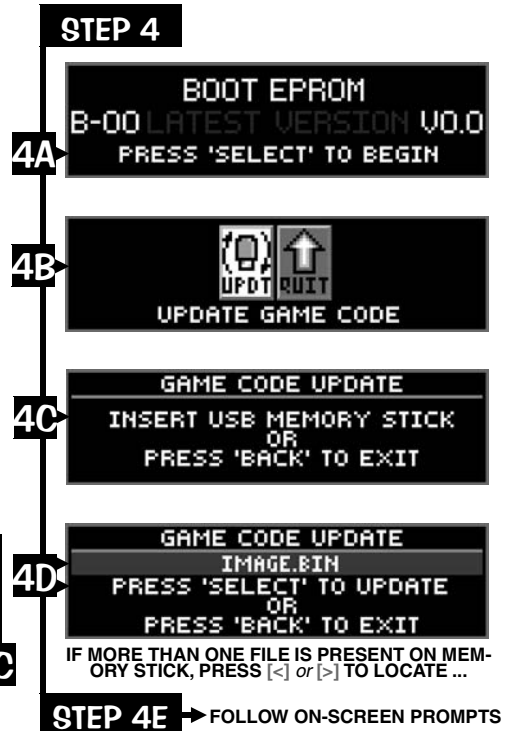 STEP 4
BOOT EPROM
B-00 LATEST VERSION V0.0
4A
PRESS 'SELECT' TO BEGIN
4B
UPDT QUIT
UPDATE GAME CODE
GAME CODE UPDATE
4C
INSERT USB MEMORY STICK
OR
PRESS 'BACK' TO EXIT
GAME CODE UPDATE
IMAGE.BIN
4D
PRESS 'SELECT' TO UPDATE
OR
PRESS 'BACK' TO EXIT
IF MORE THAN ONE FILE IS PRESENT ON MEM-
ORY STICK, PRESS [<] or [>] TO LOCATE ...
C
STEP 4E FOLLOW ON-SCREEN PROMPTS